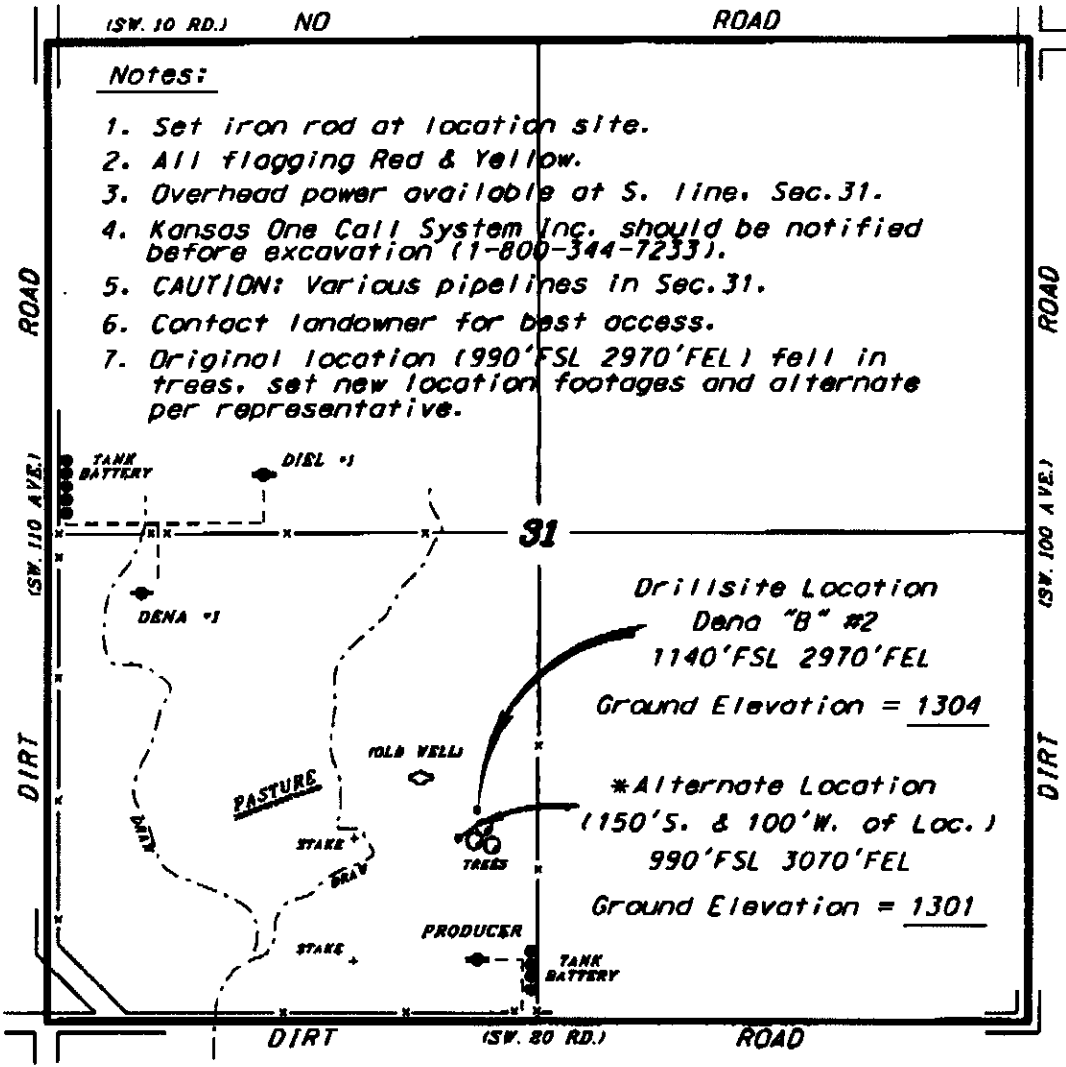 (SW. 10 RD.) NO ROAD
Notes:
1. Set iron rod at location site.
2. All flagging Red & Yellow.
3. Overhead power available at S. line, Sec.31.
4. Kansas One Call System Inc. should be notified
before excavation (1-800-344-7233).
5. CAUTION: Various pipelines in Sec.31.
6. Contact landowner for best access.
7. Original location (990'FSL 2970'FEL) fell in
trees, set new location footages and alternate
per representative.
ROAD
(SW. 110 AVE.)
DIRT
ROAD
(SW. 100 AVE.)
DIRT
TANK
BATTERY
DIEL #1
31
DENA #1
Drillsite Location
Dena "B" #2
1140'FSL 2970'FEL
Ground Elevation = 1304
(OLD WELL)
PASTURE
*Alternate Location
(150'S. & 100'W. of Loc.)
990'FSL 3070'FEL
Ground Elevation = 1301
DRAW
STAKE
TREES
DRAW
PRODUCER
STAKE
TANK
BATTERY
DIRT (SW. 20 RD.) ROAD